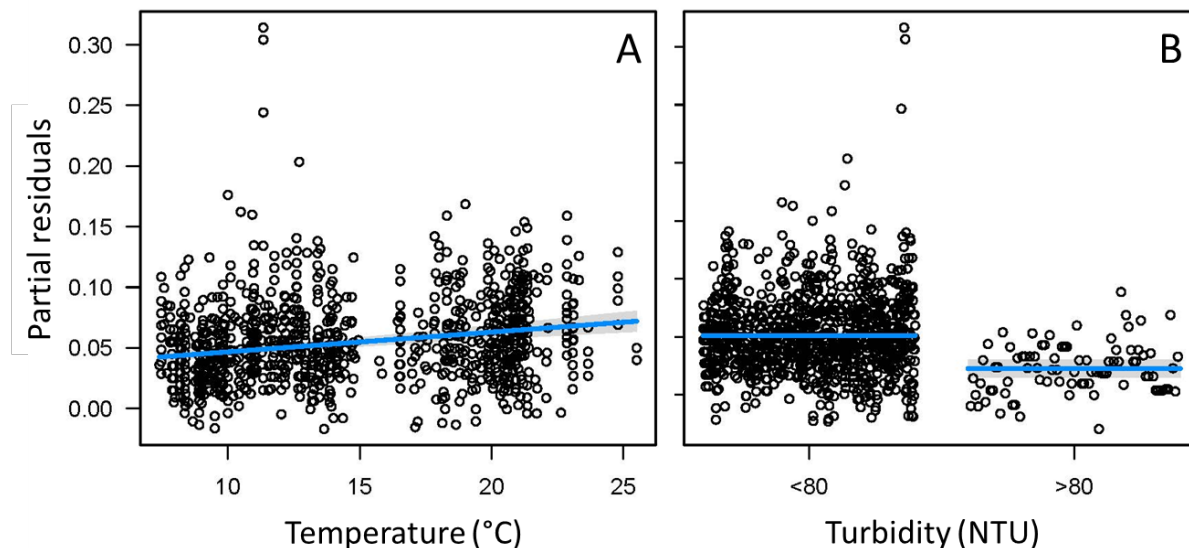 A
B
Partial residuals
0.30
0.25
0.20
0.15
0.10
0.05
0.00
10 15 20 25
<80 >80
Temperature (°C)
Turbidity (NTU)